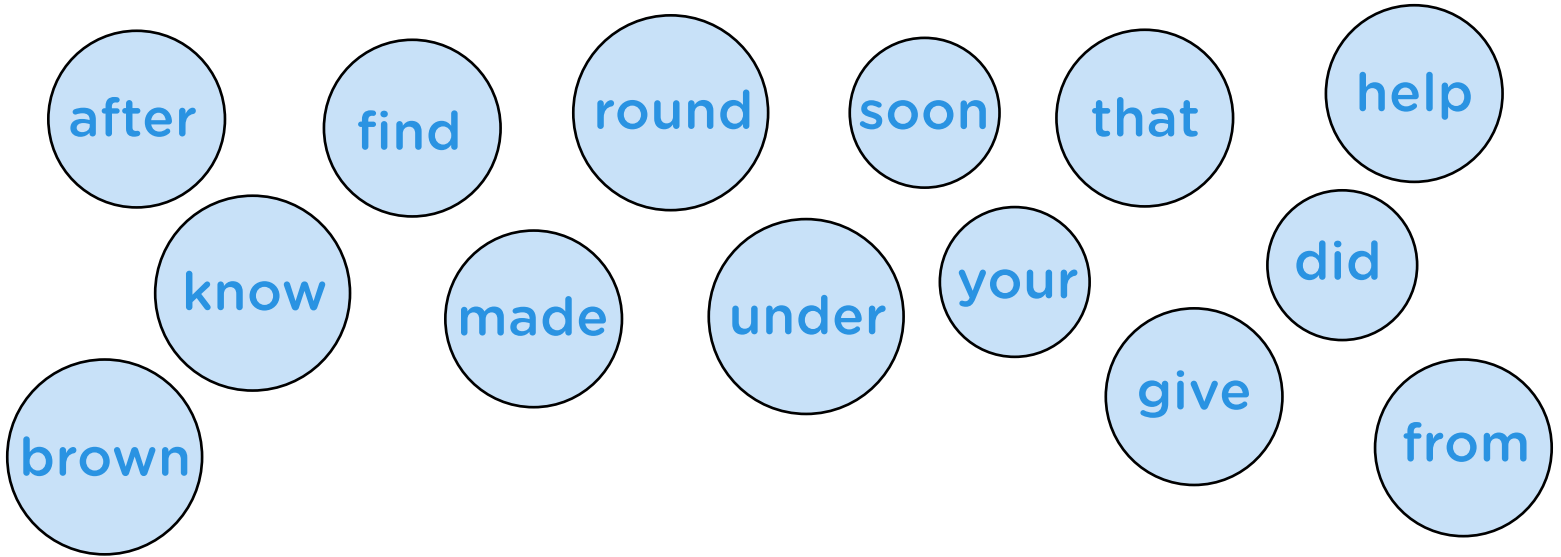 after
find
round
soon
that
help
know
made
under
your
did
brown
give
from